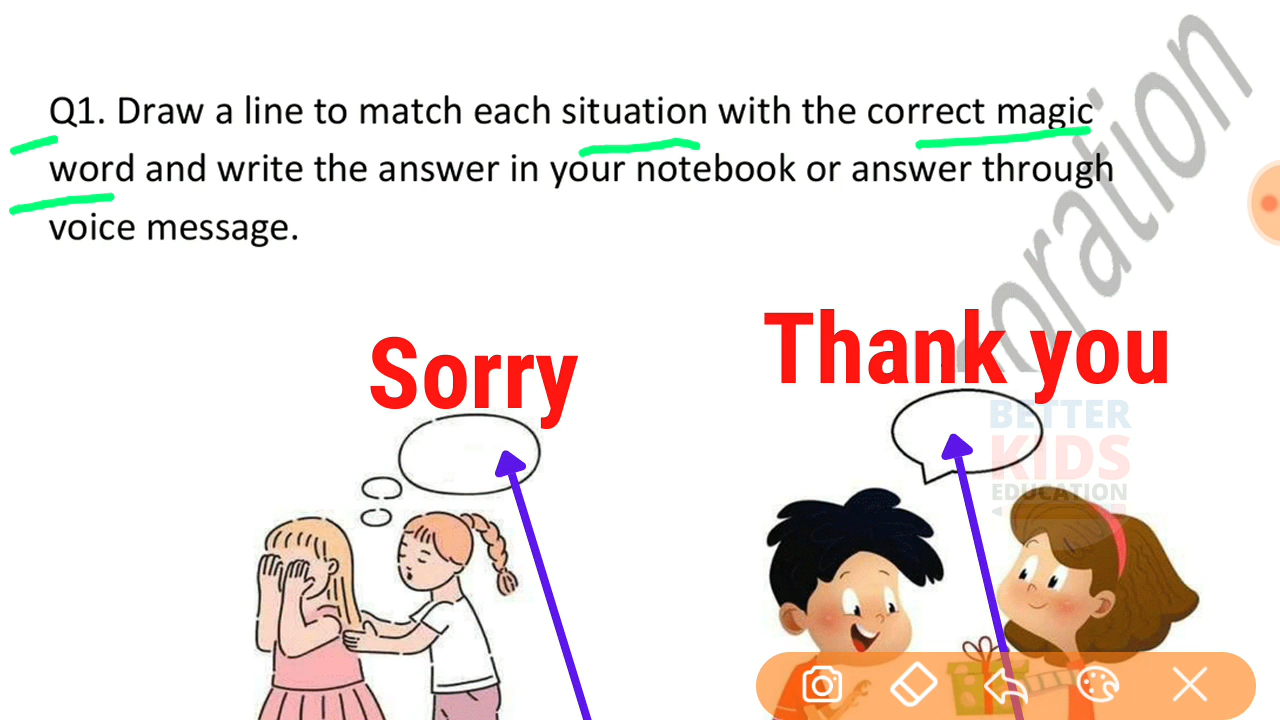 Q1. Draw a line to match each situation with the correct magic
word and write the answer in your notebook or answer through
voice message.
Sorry
Thank you
BETTER
KIDS
EDUCATION